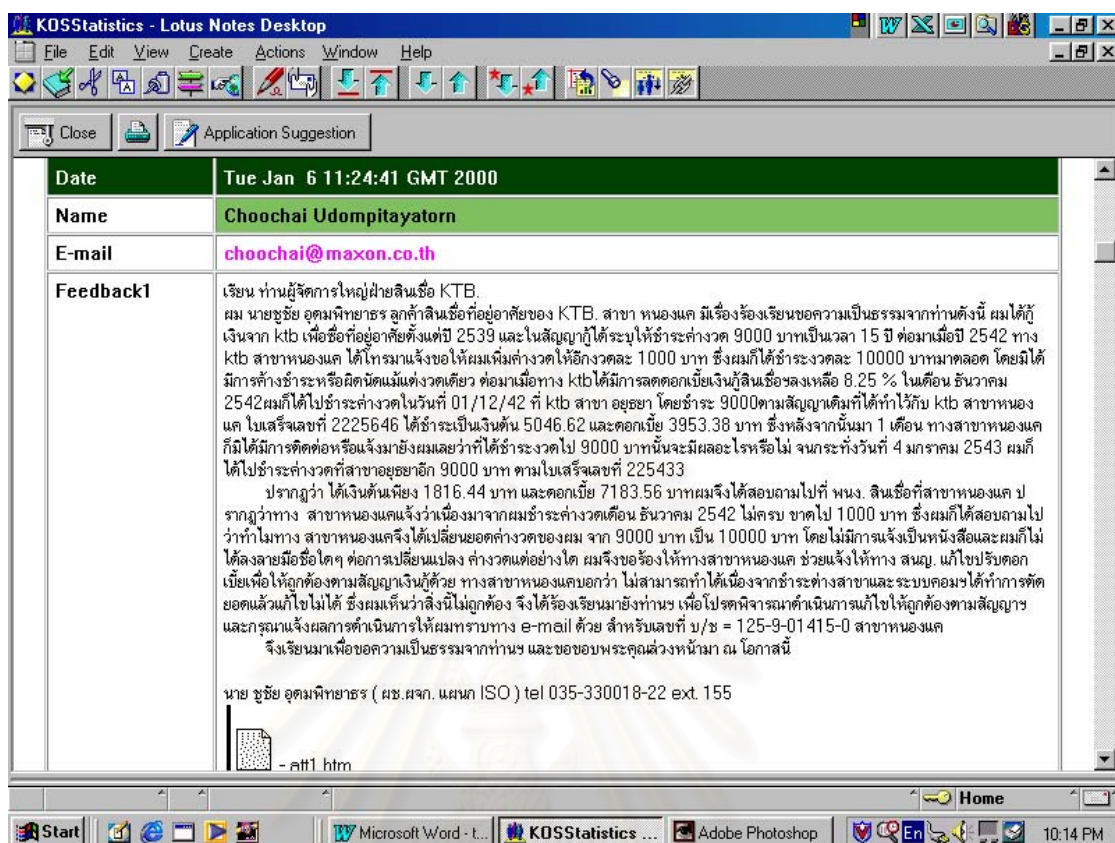 KOSStatistics - Lotus Notes Desktop
File Edit View Create Actions Window Help
Close Application Suggestion
Date Tue Jan 6 11:24:41 GMT 2000
Name Choochai Udompitayatorn
E-mail choochai@maxon.co.th
Feedback1 เรียน ท่านผู้จัดการใหญ่ฝ่ายสินเชื่อ KTB.
ผม นายชูชัย อุดมพิทยาธร ลูกค้าสินเชื่อที่อยู่อาศัยของ KTB. สาขา หนองแค มีเรื่องร้องเรียนขอความเป็นธรรมจากท่านดังนี้ ผมได้กู้
เงินจาก ktb เพื่อซื่อที่อยู่อาศัยตั้งแต่ปี 2539 และในสัญญากู้ได้ระบุให้ชำระค่างวด 9000 บาทเป็นเวลา 15 ปี ต่อมาเมื่อปี 2542 ทาง
ktb สาขาหนองแค ได้โทรมาแจ้งขอให้ผมเพิ่มค่างวดให้อีกงวดละ 1000 บาท ซึ่งผมก็ได้ชำระงวดละ 10000 บาทมาตลอด โดยมิได้
มีการค้างชำระหรือผิดนัดแม้แต่งวดเดียว ต่อมาเมื่อทาง ktbได้มีการลดดอกเบี้ยเงินกู้สินเชื่อฯลงเหลือ 8.25 % ในเดือน ธันวาคม
2542ผมก็ได้ไปชำระค่างวดในวันที่ 01/12/42 ที่ ktb สาขา อยุธยา โดยชำระ 9000ตามสัญญาเดิมที่ได้ทำไว้กับ ktb สาขาหนอง
แค ใบเสร็จเลขที่ 2225646 ได้ชำระเป็นเงินต้น 5046.62 และดอกเบี้ย 3953.38 บาท ซึ่งหลังจากนั้นมา 1 เดือน ทางสาขาหนองแค
ก็มิได้มีการติดต่อหรือแจ้งมายังผมเลยว่าที่ได้ชำระงวดไป 9000 บาทนั้นจะมีผลอะไรหรือไม่ จนกระทั่งวันที่ 4 มกราคม 2543 ผมก็
ได้ไปชำระค่างวดที่สาขาอยุธยาอีก 9000 บาท ตามใบเสร็จเลขที่ 225433
ปรากฏว่า ได้เงินต้นเพียง 1816.44 บาท และดอกเบี้ย 7183.56 บาทผมจึงได้สอบถามไปที่ พนง. สินเชื่อที่สาขาหนองแค ป
รากฏว่าทาง สาขาหนองแคแจ้งว่าเนื่องมาจากผมชำระค่างวดเดือน ธันวาคม 2542 ไม่ครบ ขาดไป 1000 บาท ซึ่งผมก็ได้สอบถามไป
ว่าทำไมทาง สาขาหนองแคจึงได้เปลี่ยนยอดค่างวดของผม จาก 9000 บาท เป็น 10000 บาท โดยไม่มีการแจ้งเป็นหนังสือและผมก็ไม่
ได้ลงลายมือชื่อใดๆ ต่อการเปลี่ยนแปลง ค่างวดแต่อย่างใด ผมจึงขอร้องให้ทางสาขาหนองแค ช่วยแจ้งให้ทาง สนญ. แก้ไขปรับดอก
เบี้ยเพื่อให้ถูกต้องตามสัญญาเงินกู้ด้วย ทางสาขาหนองแคบอกว่า ไม่สามารถทำได้เนื่องจากชำระต่างสาขาและระบบคอมฯได้ทำการตัด
ยอดแล้วแก้ไขไม่ได้ ซึ่งผมเห็นว่าสิ่งนี้ไม่ถูกต้อง จึงได้ร้องเรียนมายังท่านฯ เพื่อโปรดพิจารณาดำเนินการแก้ไขให้ถูกต้องตามสัญญาฯ
และกรุณาแจ้งผลการดำเนินการให้ผมทราบทาง e-mail ด้วย สำหรับเลขที่ บ/ช = 125-9-01415-0 สาขาหนองแค
จึงเรียนมาเพื่อขอความเป็นธรรมจากท่านฯ และขอขอบพระคุณล่วงหน้ามา ณ โอกาสนี้
นาย ชูชัย อุดมพิทยาธร ( ผช.ผจก. แผนก ISO ) tel 035-330018-22 ext. 155
- att1.htm
Home
Start Microsoft Word - t... KOSStatistics ... Adobe Photoshop En 10:14 PM